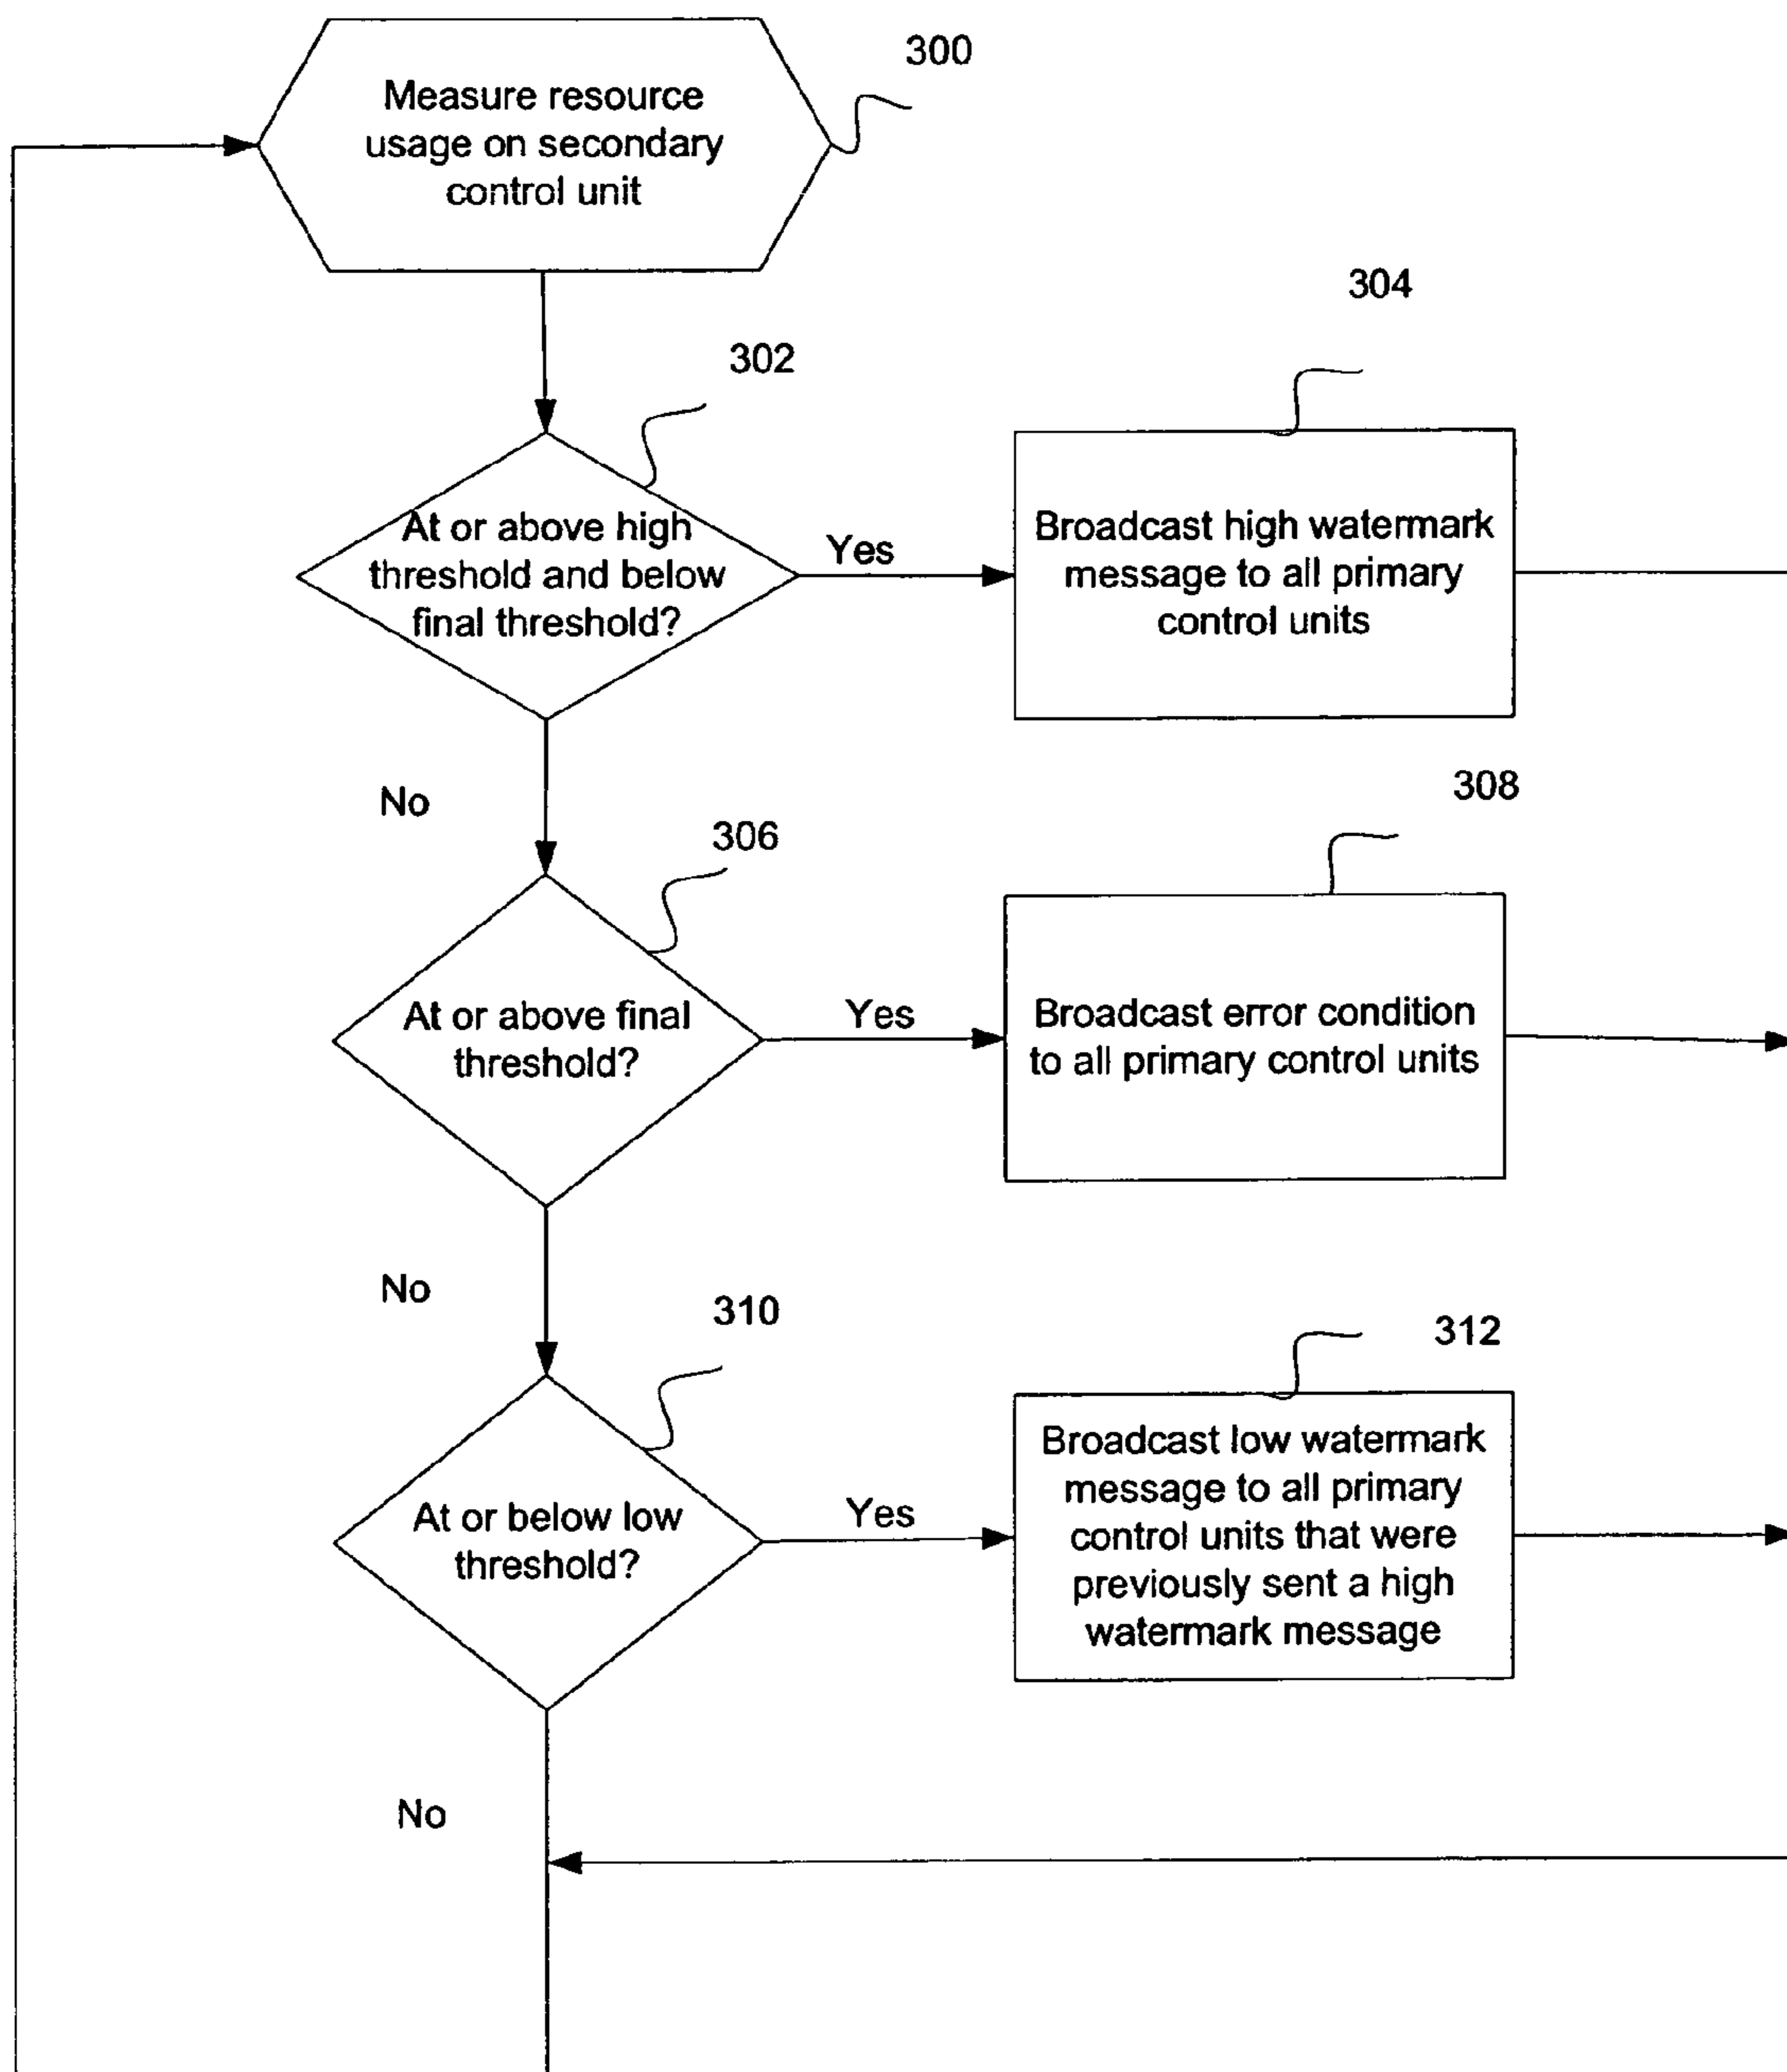 300
Measure resource
usage on secondary
control unit
304
302
At or above high
threshold and below
final threshold?
Yes
Broadcast high watermark
message to all primary
control units
No
308
306
At or above final
threshold?
Yes
Broadcast error condition
to all primary control units
No
310
312
At or below low
threshold?
Yes
Broadcast low watermark
message to all primary
control units that were
previously sent a high
watermark message
No